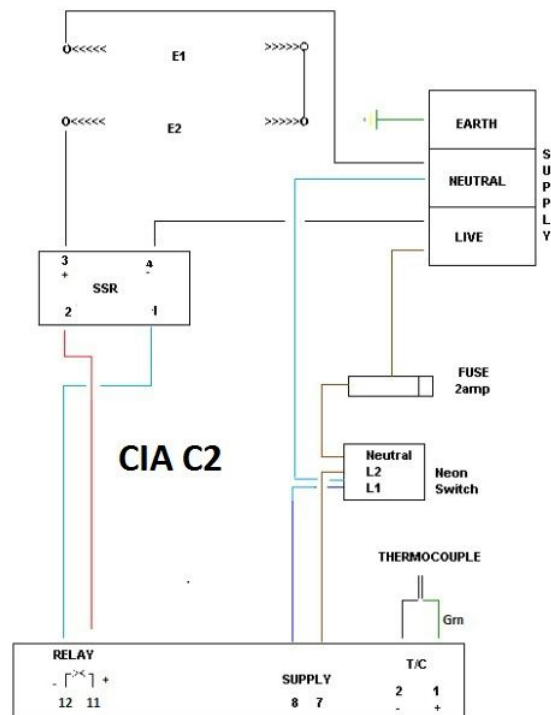 E1
E2
EARTH
NEUTRAL
LIVE
SUPPLY
3
4
+
-
SSR
2
-I
FUSE
2amp
CIA C2
Neutral
L2
L1
Neon
Switch
THERMOCOUPLE
Grn
RELAY
- +
12 11
SUPPLY
8 7
T/C
2 1
- +